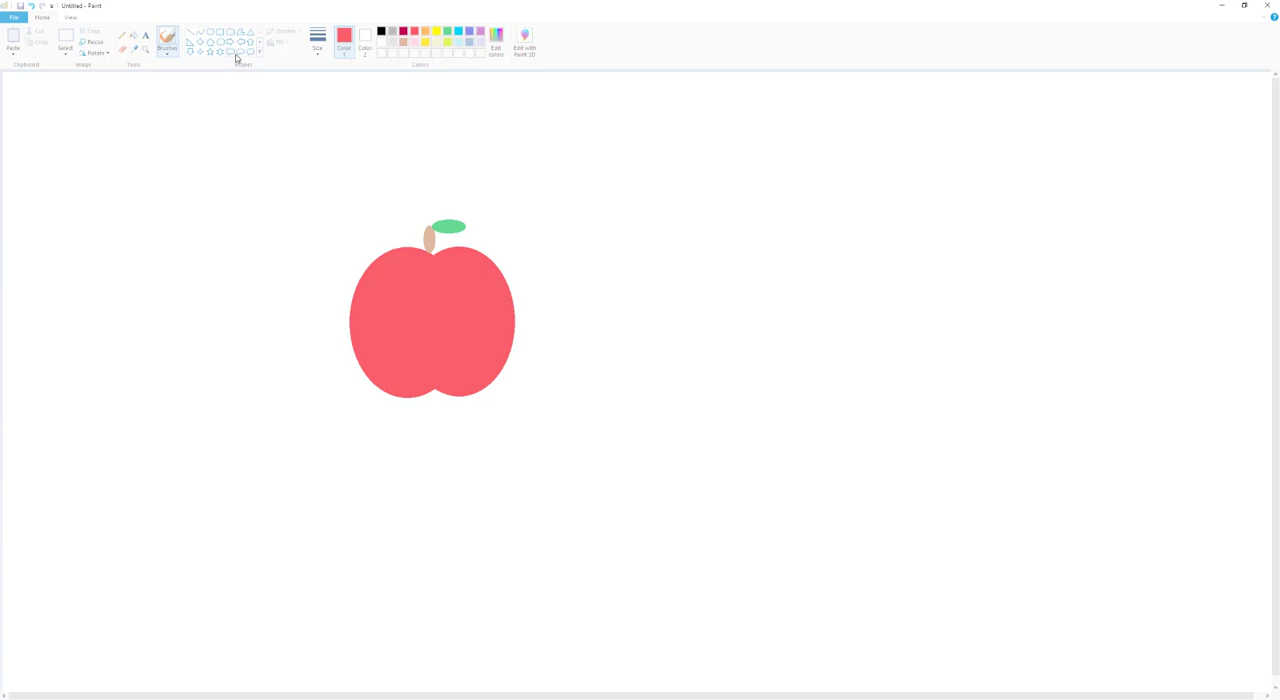 Untitled - Paint
File Home View
Paste
Cut
Copy
Clipboard
Select
Crop
Resize
Rotate
Image
A
Tools
Brushes
Outline
Fill
Shapes
Size
Color
1
Color
2
Edit
colors
Edit with
Paint 3D
Colors